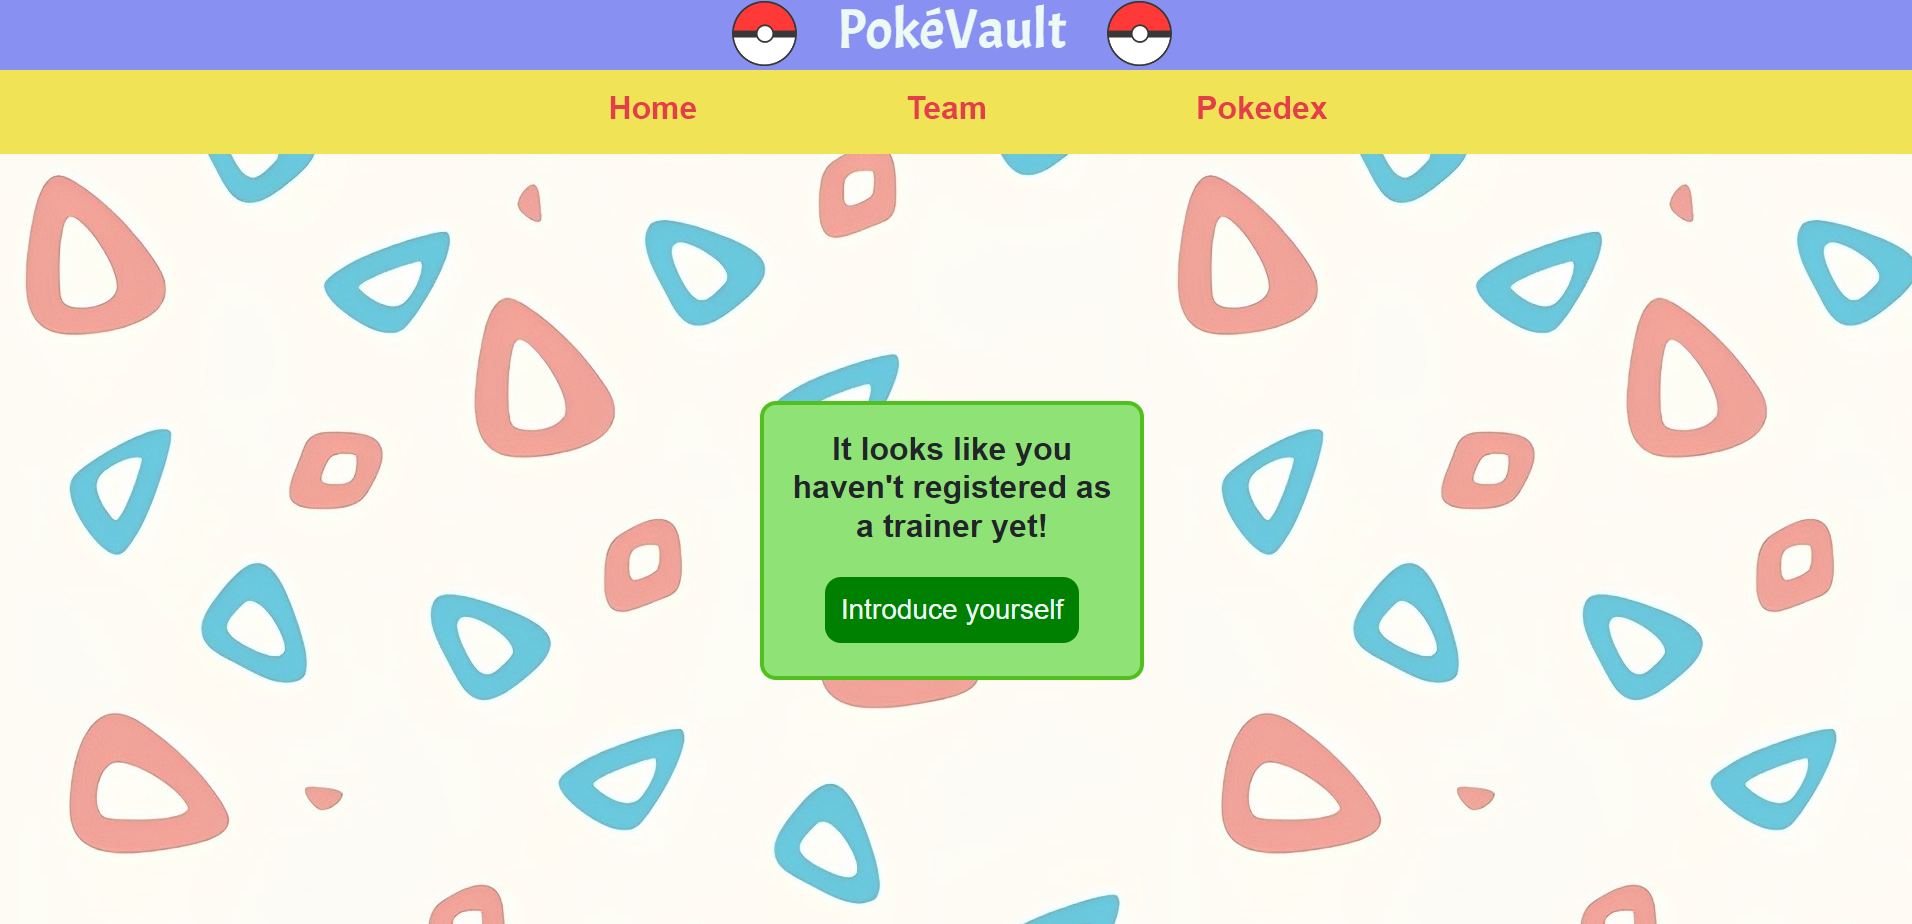 PokéVault
Home Team Pokedex
It looks like you
haven't registered as
a trainer yet!
Introduce yourself